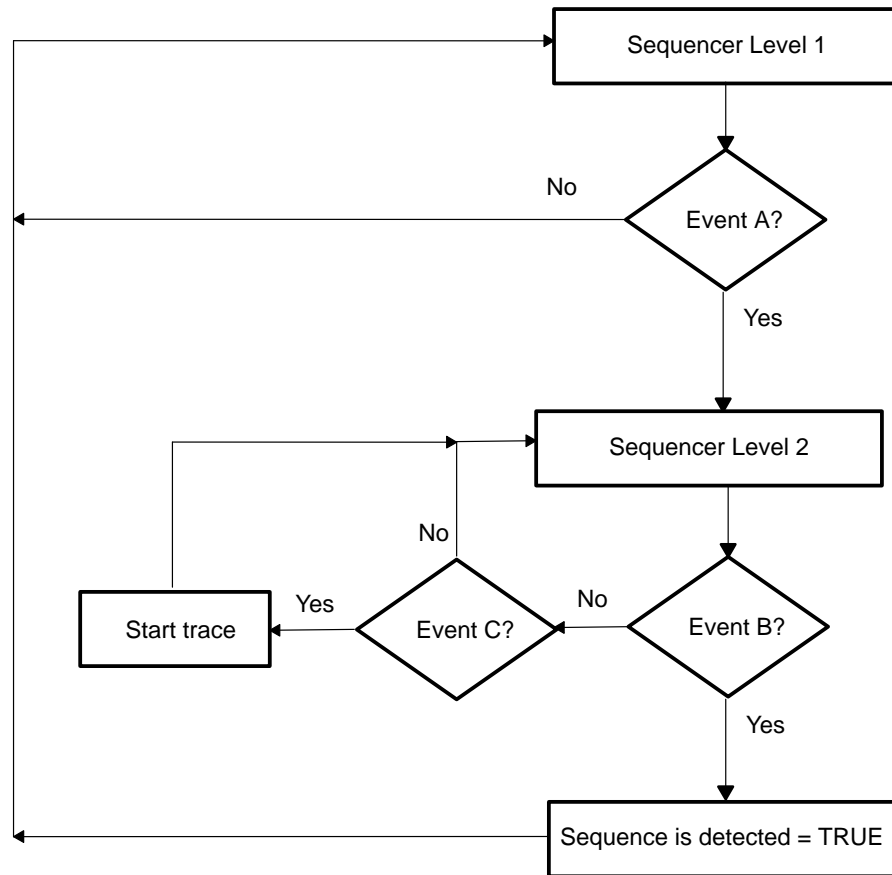 Sequencer Level 1
No
Event A?
Yes
Sequencer Level 2
No
Yes
No
Start trace
Event C?
Event B?
Yes
Sequence is detected = TRUE